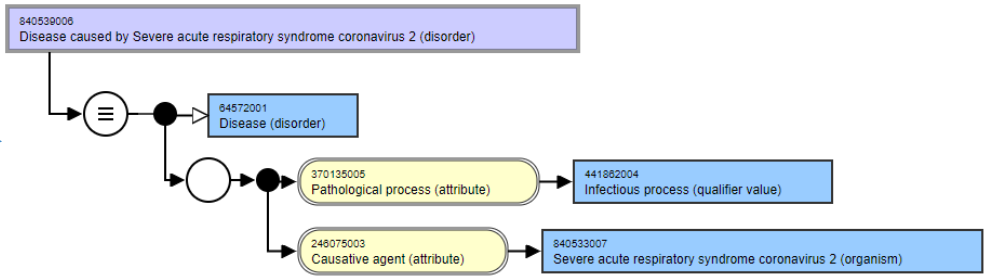 840539006
Disease caused by Severe acute respiratory syndrome coronavirus 2 (disorder)
64572001
Disease (disorder)
370135005
Pathological process (attribute)
441862004
Infectious process (qualifier value)
246075003
Causative agent (attribute)
840533007
Severe acute respiratory syndrome coronavirus 2 (organism)